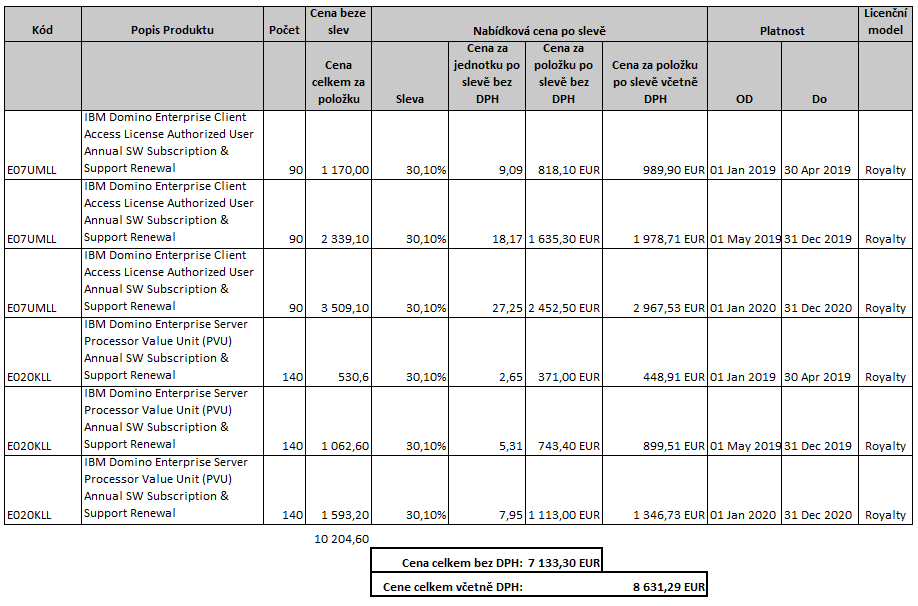 Kód Popis Produktu Počet Cena beze slev Nabídková cena po slevě Platnost Licenční model
Cena celkem za položku Sleva Cena za jednotku po slevě bez DPH Cena za položku po slevě bez DPH Cena za položku po slevě včetně DPH OD Do
IBM Domino Enterprise Client
Access License Authorized User
Annual SW Subscription &
E07UMLL Support Renewal 90 1 170,00 30,10% 9,09 818,10 EUR 989,90 EUR 01 Jan 2019 30 Apr 2019 Royalty
IBM Domino Enterprise Client
Access License Authorized User
Annual SW Subscription &
E07UMLL Support Renewal 90 2 339,10 30,10% 18,17 1 635,30 EUR 1 978,71 EUR 01 May 2019 31 Dec 2019 Royalty
IBM Domino Enterprise Client
Access License Authorized User
Annual SW Subscription &
E07UMLL Support Renewal 90 3 509,10 30,10% 27,25 2 452,50 EUR 2 967,53 EUR 01 Jan 2020 31 Dec 2020 Royalty
IBM Domino Enterprise Server
Processor Value Unit (PVU)
Annual SW Subscription &
E020KLL Support Renewal 140 530,6 30,10% 2,65 371,00 EUR 448,91 EUR 01 Jan 2019 30 Apr 2019 Royalty
IBM Domino Enterprise Server
Processor Value Unit (PVU)
Annual SW Subscription &
E020KLL Support Renewal 140 1 062,60 30,10% 5,31 743,40 EUR 899,51 EUR 01 May 2019 31 Dec 2019 Royalty
IBM Domino Enterprise Server
Processor Value Unit (PVU)
Annual SW Subscription &
E020KLL Support Renewal 140 1 593,20 30,10% 7,95 1 113,00 EUR 1 346,73 EUR 01 Jan 2020 31 Dec 2020 Royalty
10 204,60
Cena celkem bez DPH: 7 133,30 EUR
Cene celkem včetně DPH: 8 631,29 EUR